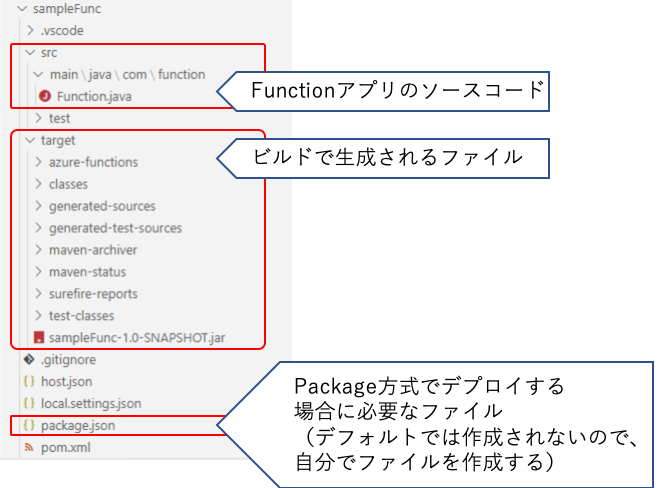 sampleFunc
.vscode
src
main \ java \ com \ function
Function.java
Functionアプリのソースコード
test
target
ビルドで生成されるファイル
azure-functions
classes
generated-sources
generated-test-sources
maven-archiver
maven-status
surefire-reports
test-classes
sampleFunc-1.0-SNAPSHOT.jar
.gitignore
host.json
local.settings.json
package.json
pom.xml
Package方式でデプロイする
場合に必要なファイル
（デフォルトでは作成されないので、
自分でファイルを作成する）